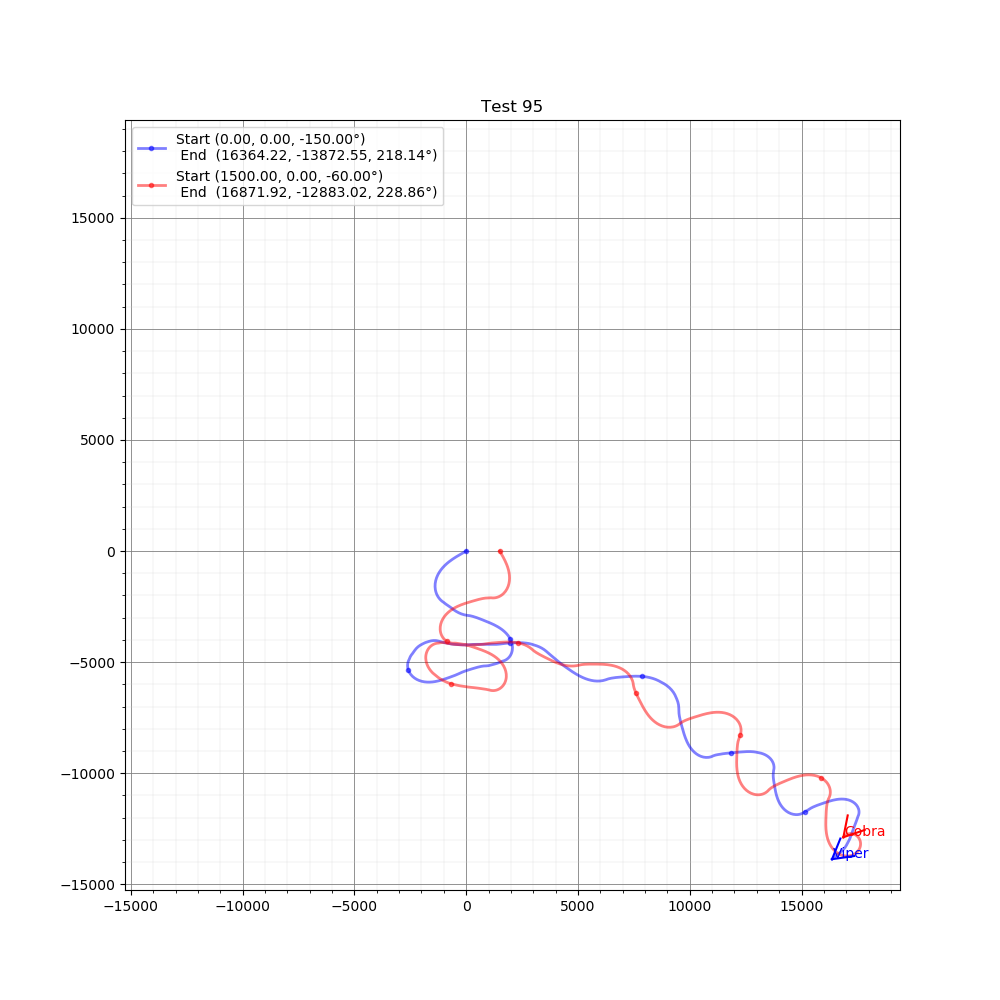 Test 95
Start (0.00, 0.00, -150.00°)
End  (16364.22, -13872.55, 218.14°)
Start (1500.00, 0.00, -60.00°)
End  (16871.92, -12883.02, 228.86°)
15000
10000
5000
0
−5000
−10000
−15000
Cobra
Viper
−15000 −10000 −5000 0 5000 10000 15000